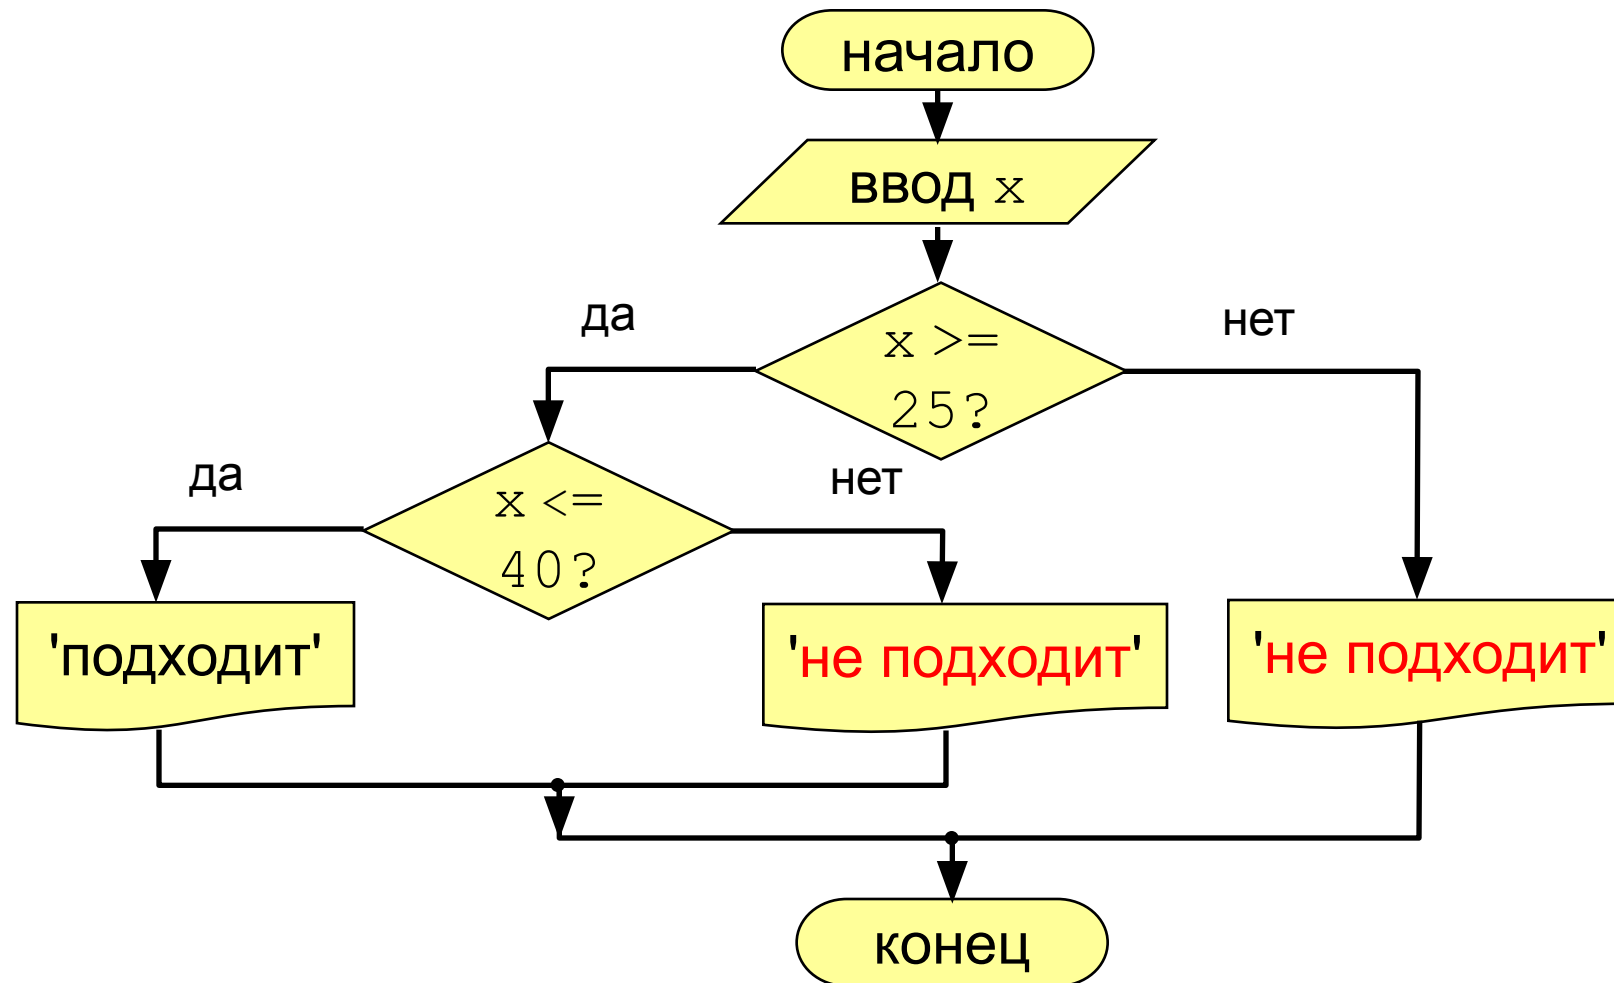 начало
ввод x
да
нет
x >=
25?
да
нет
x <=
40?
'подходит'
'не подходит'
'не подходит'
конец